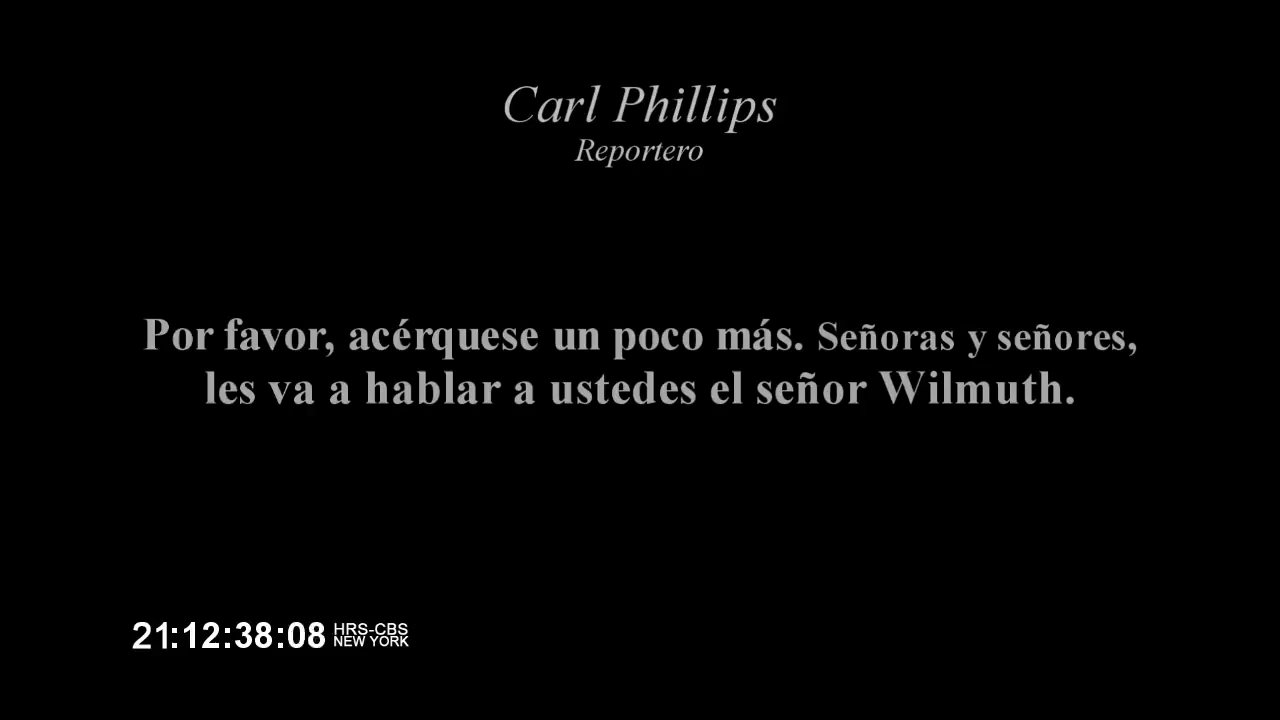 Carl Phillips
Reportero
Por favor, acérquese un poco más. Señoras y señores,
les va a hablar a ustedes el señor Wilmuth.
21:12:38:08 HRS-CBS
NEW YORK